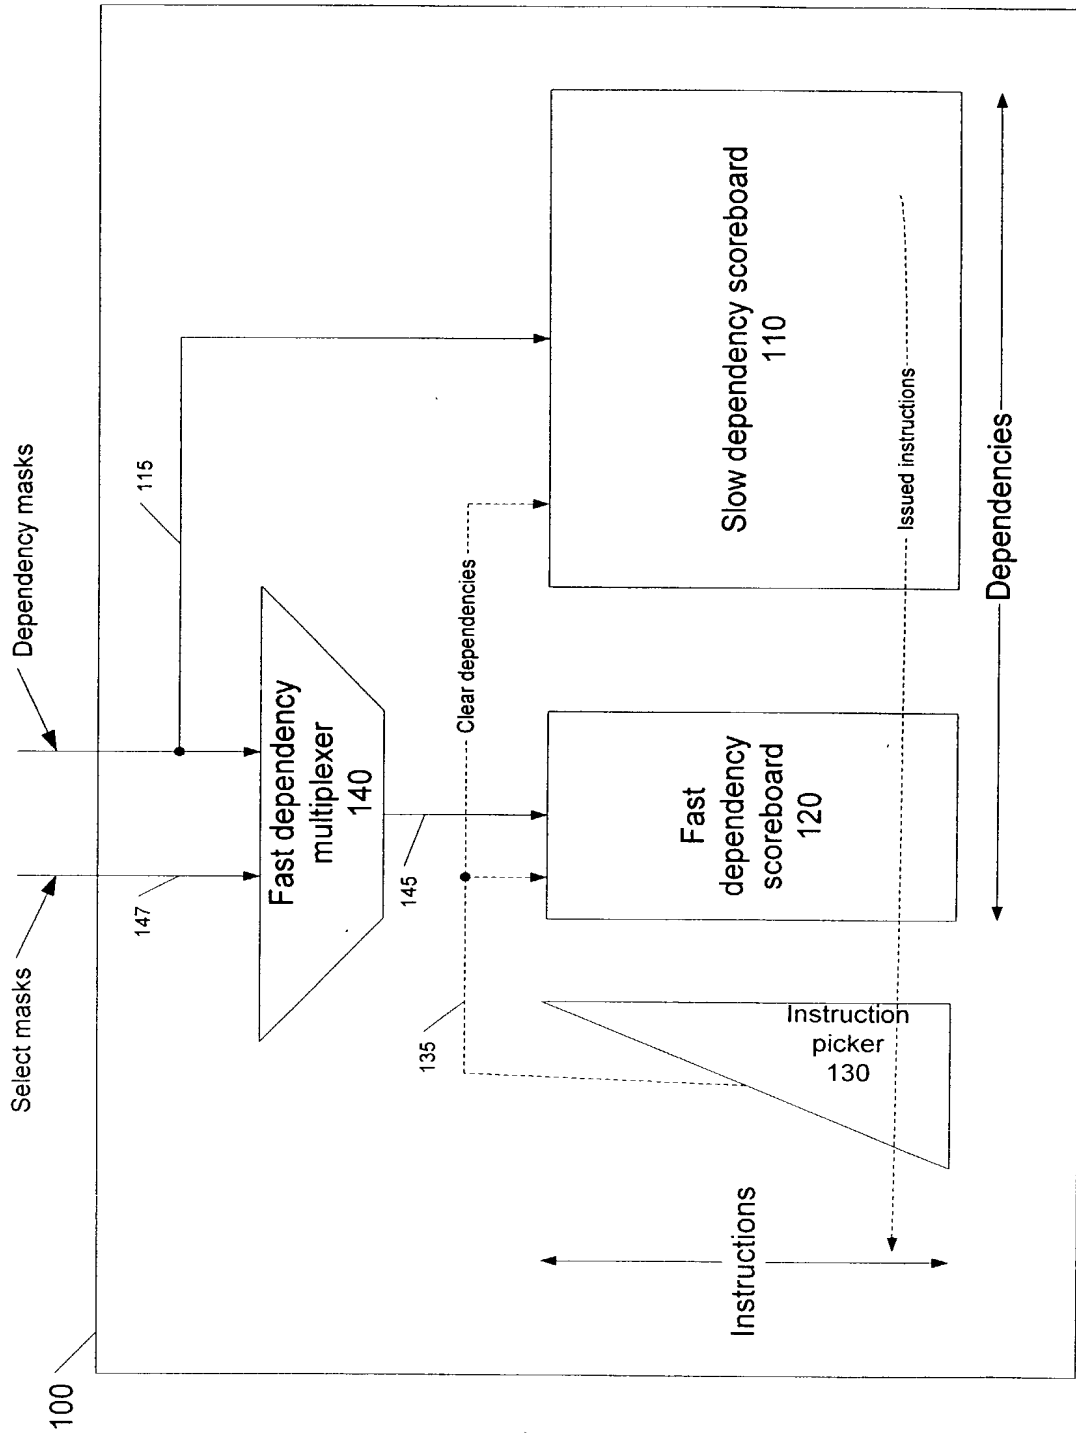 100
Select masks
Dependency masks
147
115
Fast dependency
multiplexer
140
145
135
Clear dependencies
Instructions
Instruction
picker
130
Fast
dependency
scoreboard
120
Slow dependency scoreboard
110
Issued instructions
Dependencies